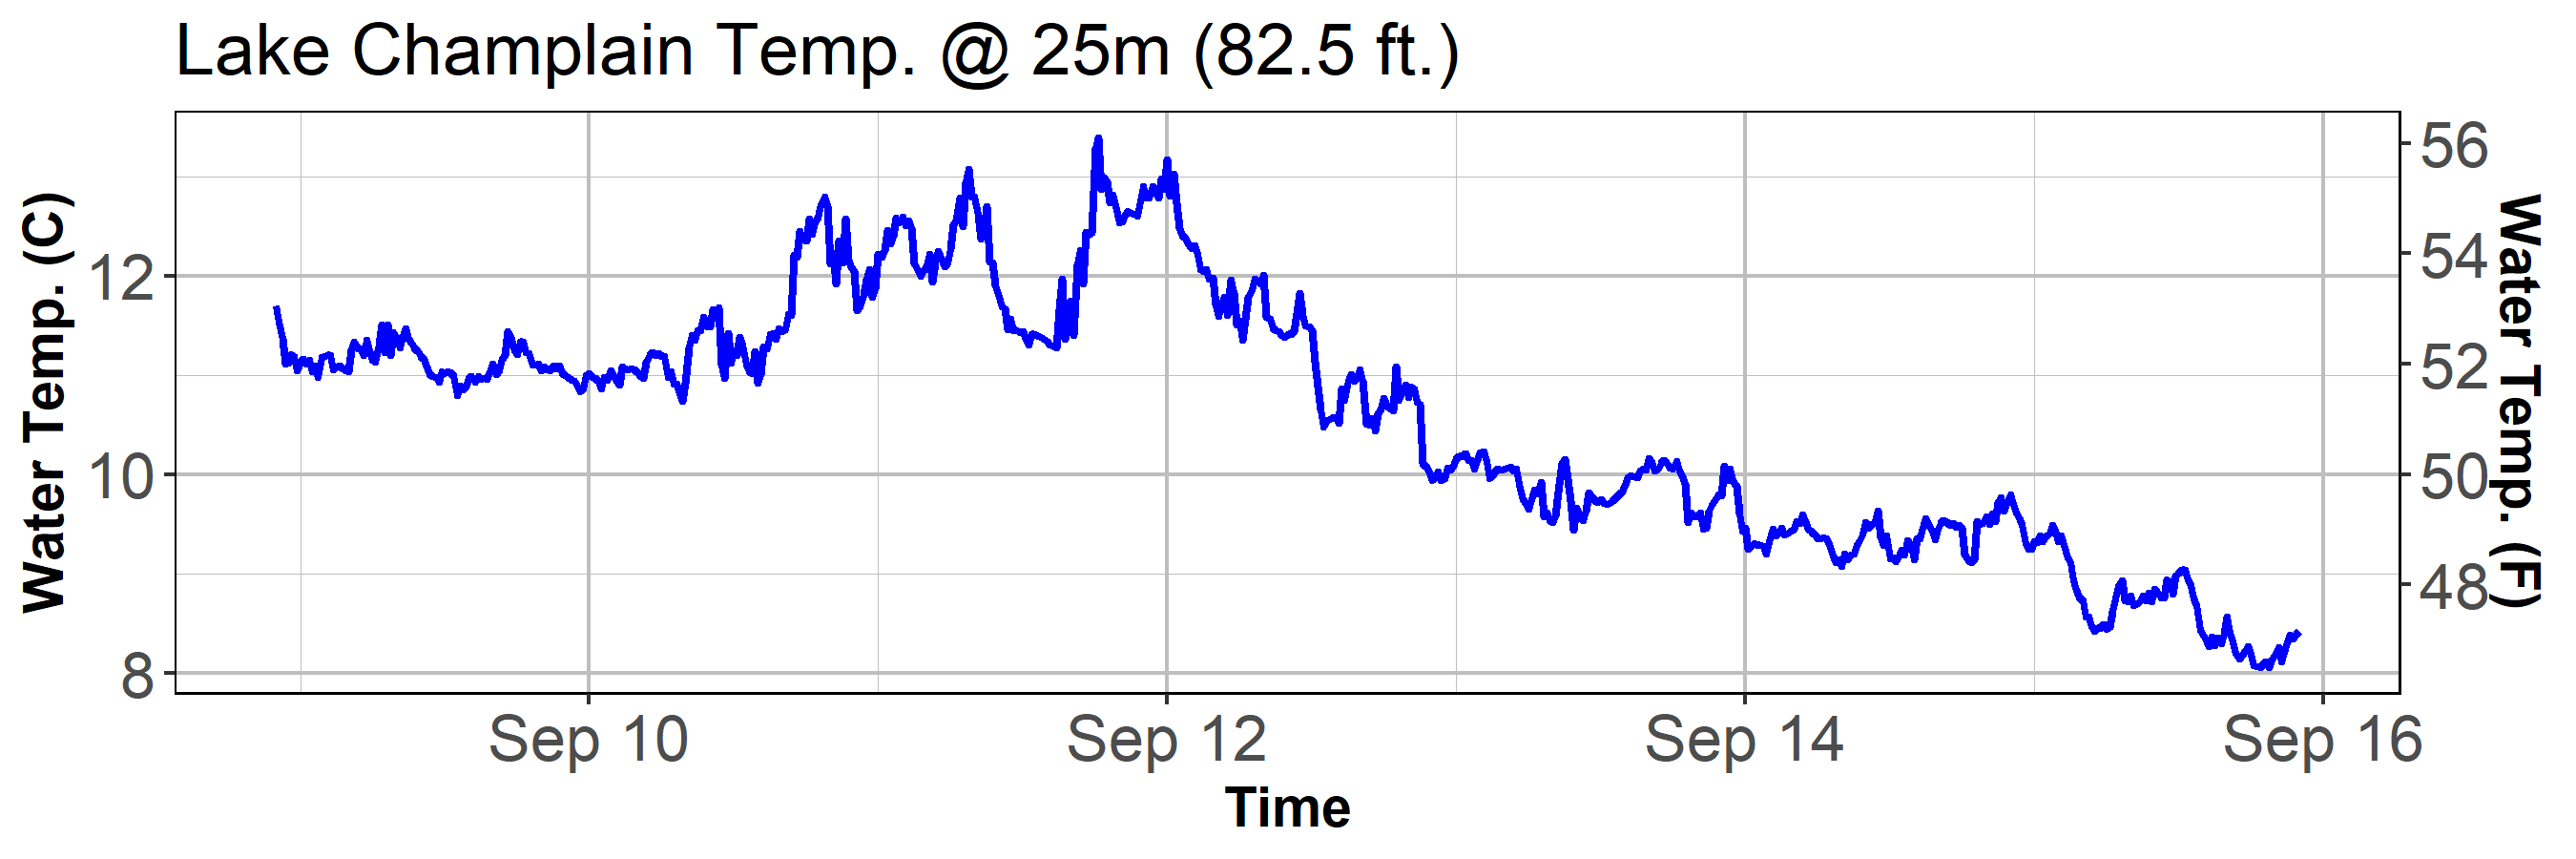 Lake Champlain Temp. @ 25m (82.5 ft.)
Water Temp. (C)
12
10
8
56
54
52
50
48
Water Temp. (F)
Sep 10
Sep 12
Sep 14
Sep 16
Time